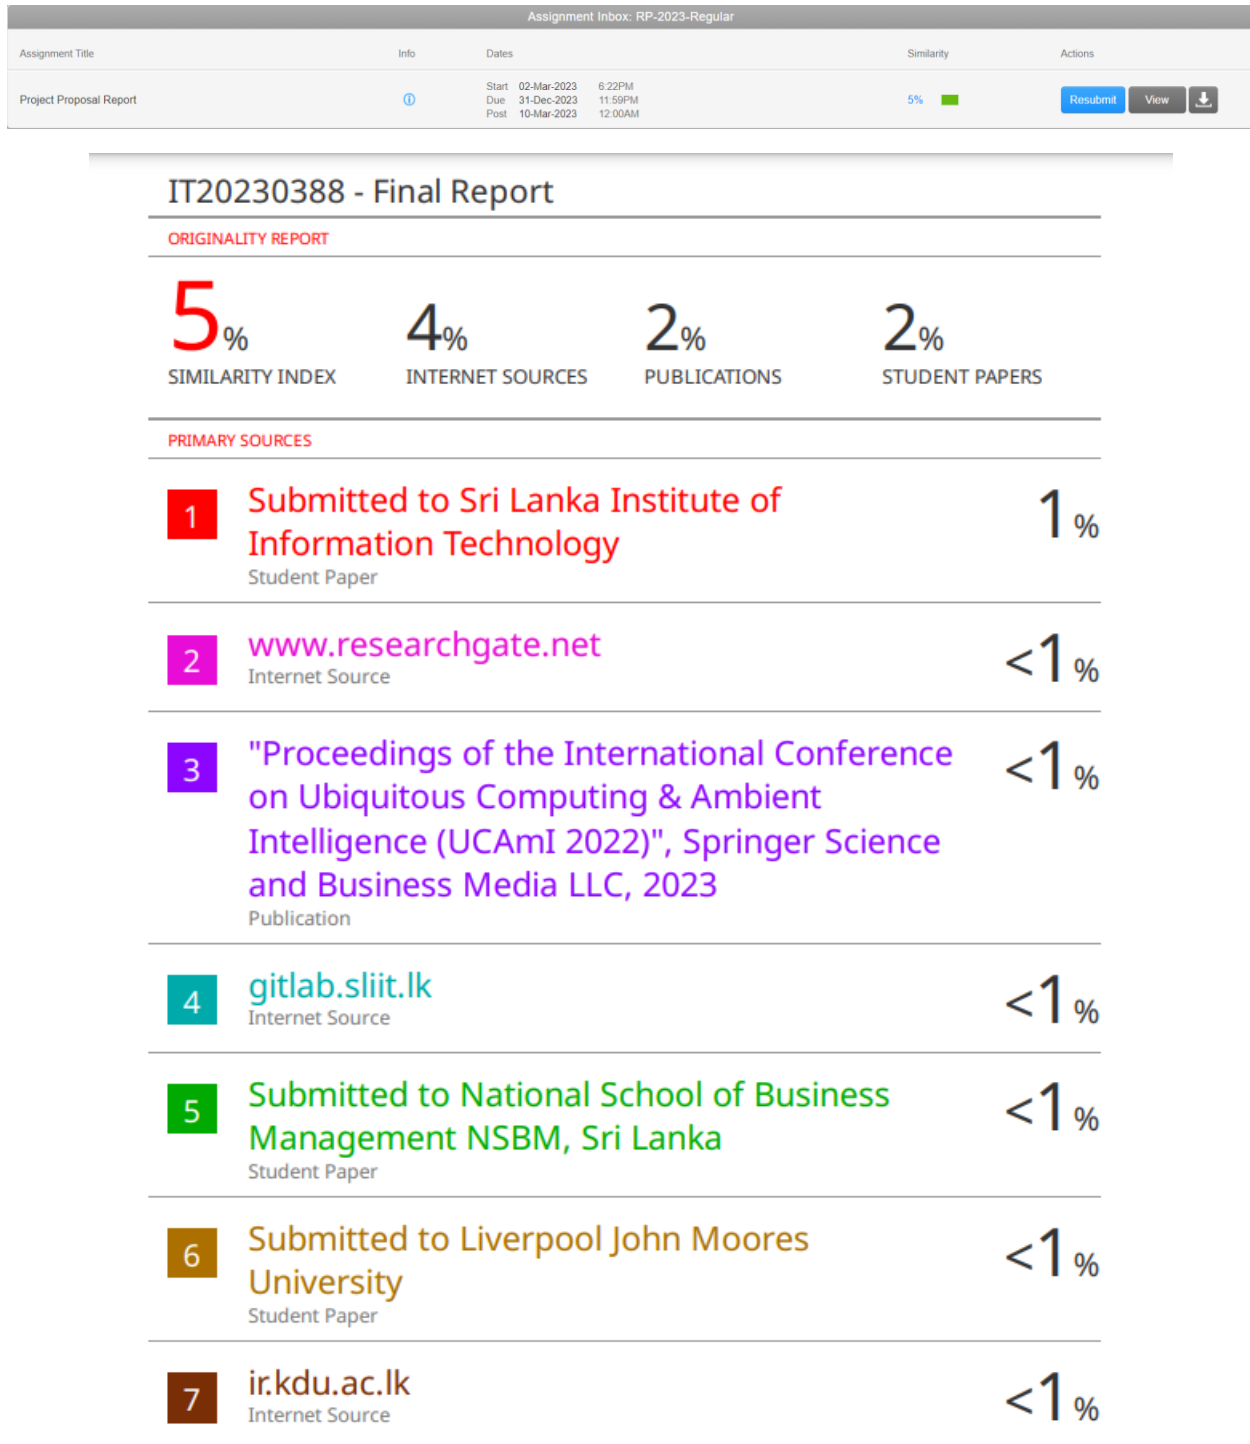 Assignment Inbox: RP-2023-Regular
Assignment Title Info Dates Similarity Actions
Project Proposal Report
Start 02-Mar-2023 6:22PM
Due 31-Dec-2023 11:59PM
Post 10-Mar-2023 12:00AM
5%
Resubmit View
IT20230388 - Final Report
ORIGINALITY REPORT
5% 4% 2% 2%
SIMILARITY INDEX INTERNET SOURCES PUBLICATIONS STUDENT PAPERS
PRIMARY SOURCES
1 Submitted to Sri Lanka Institute of 1%
Information Technology
Student Paper
2 www.researchgate.net <1%
Internet Source
3 "Proceedings of the International Conference <1%
on Ubiquitous Computing & Ambient
Intelligence (UCAmI 2022)", Springer Science
and Business Media LLC, 2023
Publication
4 gitlab.sliit.lk <1%
Internet Source
5 Submitted to National School of Business <1%
Management NSBM, Sri Lanka
Student Paper
6 Submitted to Liverpool John Moores <1%
University
Student Paper
7 ir.kdu.ac.lk <1%
Internet Source